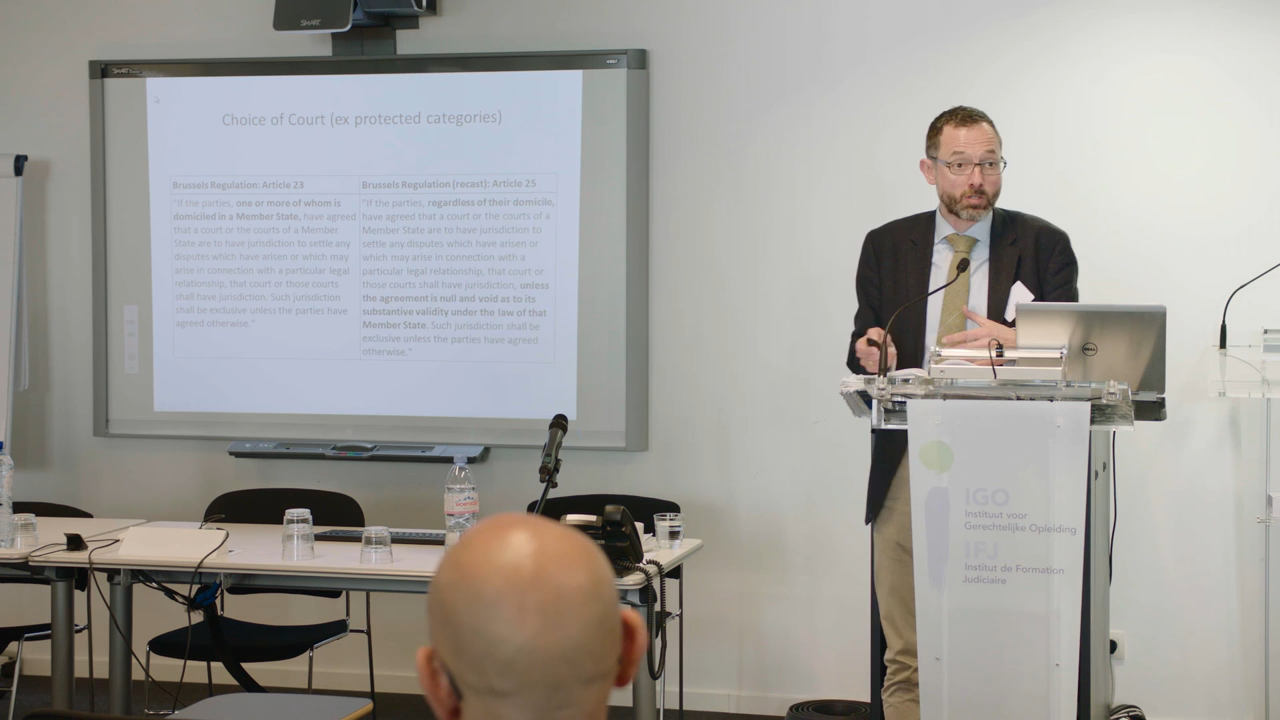 SMART
SMART
Choice of Court (ex protected categories)
Brussels Regulation: Article 23
"If the parties, one or more of whom is
domiciled in a Member State, have agreed
that a court or the courts of a Member
State are to have jurisdiction to settle any
disputes which have arisen or which may
arise in connection with a particular legal
relationship, that court or those courts
shall have jurisdiction. Such jurisdiction
shall be exclusive unless the parties have
agreed otherwise."
Brussels Regulation (recast): Article 25
"If the parties, regardless of their domicile,
have agreed that a court or the courts of a
Member State are to have jurisdiction to
settle any disputes which have arisen or
which may arise in connection with a
particular legal relationship, that court or
those courts shall have jurisdiction, unless
the agreement is null and void as to its
substantive validity under the law of that
Member State. Such jurisdiction shall be
exclusive unless the parties have agreed
otherwise."
DELL
IGO
Instituut voor
Gerechtelijke Opleiding
IFJ
Institut de Formation
Judiciaire